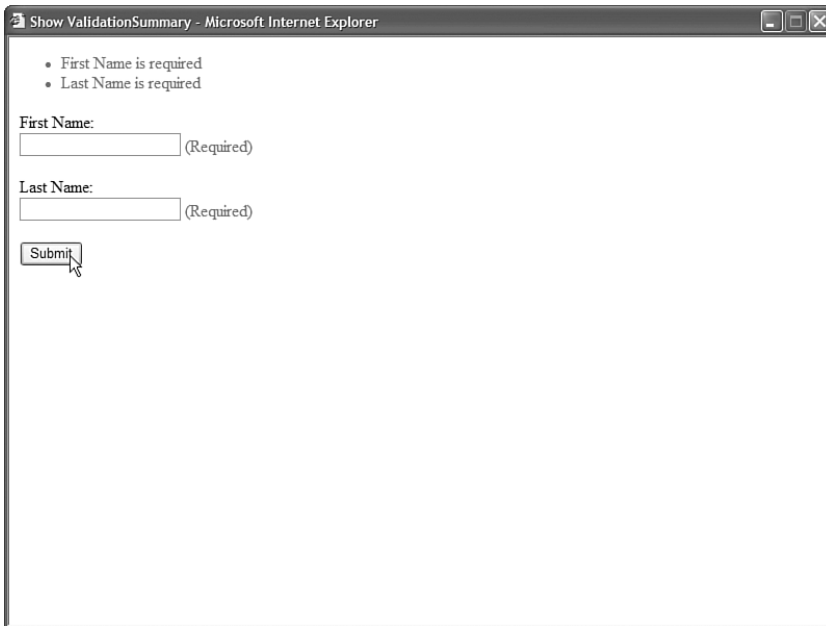 Show ValidationSummary - Microsoft Internet Explorer
• First Name is required
• Last Name is required
First Name:
(Required)
Last Name:
(Required)
Submit